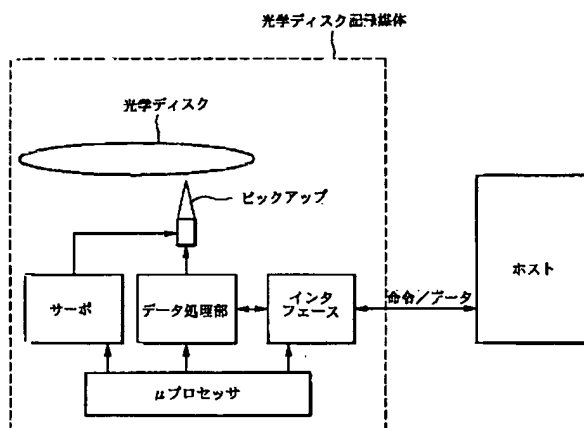 光学ディスク記録媒体
光学ディスク
ピックアップ
サーボ
データ処理部
インタ
フェース
命令/データ
ホスト
μプロセッサ